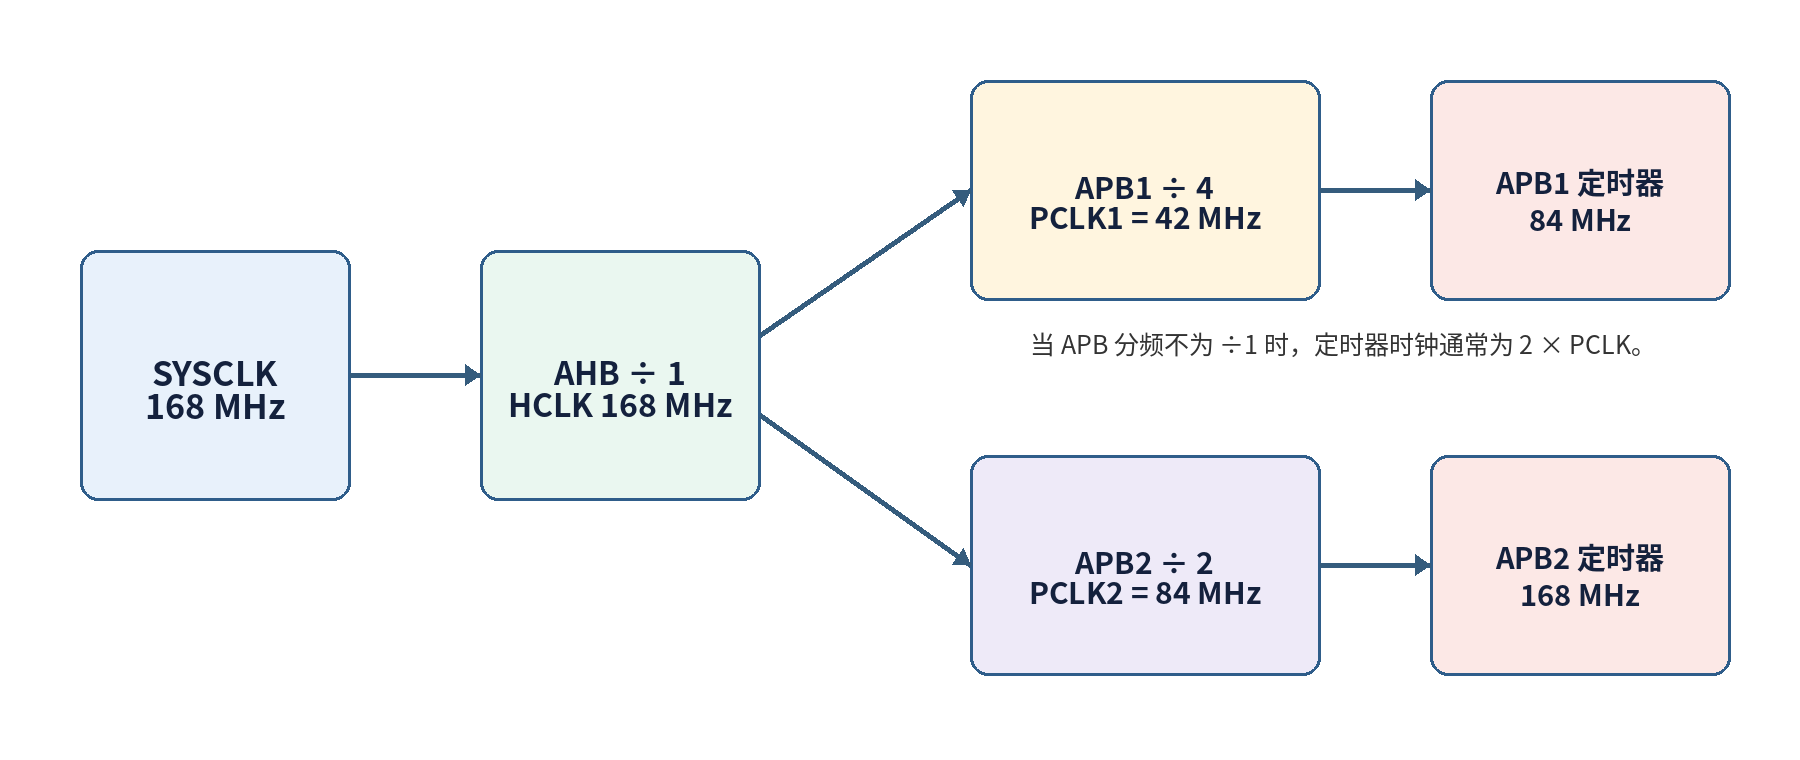 SYSCLK
168 MHz
AHB ÷ 1
HCLK 168 MHz
APB1 ÷ 4
PCLK1 = 42 MHz
APB1 定时器
84 MHz
当 APB 分频不为 ÷1 时，定时器时钟通常为 2 × PCLK。
APB2 ÷ 2
PCLK2 = 84 MHz
APB2 定时器
168 MHz